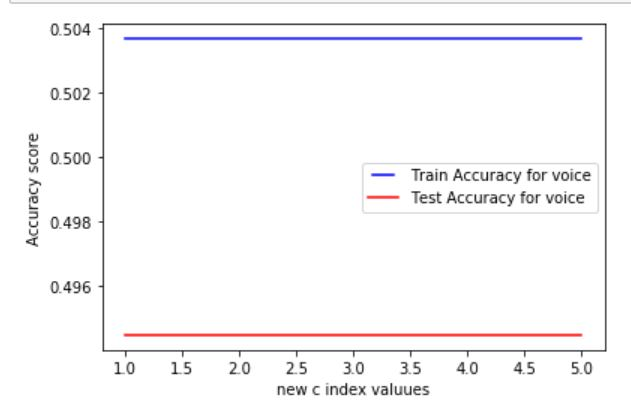 0.504
0.502
0.500
0.498
0.496
Accuracy score
Train Accuracy for voice
Test Accuracy for voice
1.0 1.5 2.0 2.5 3.0 3.5 4.0 4.5 5.0
new c index valuues